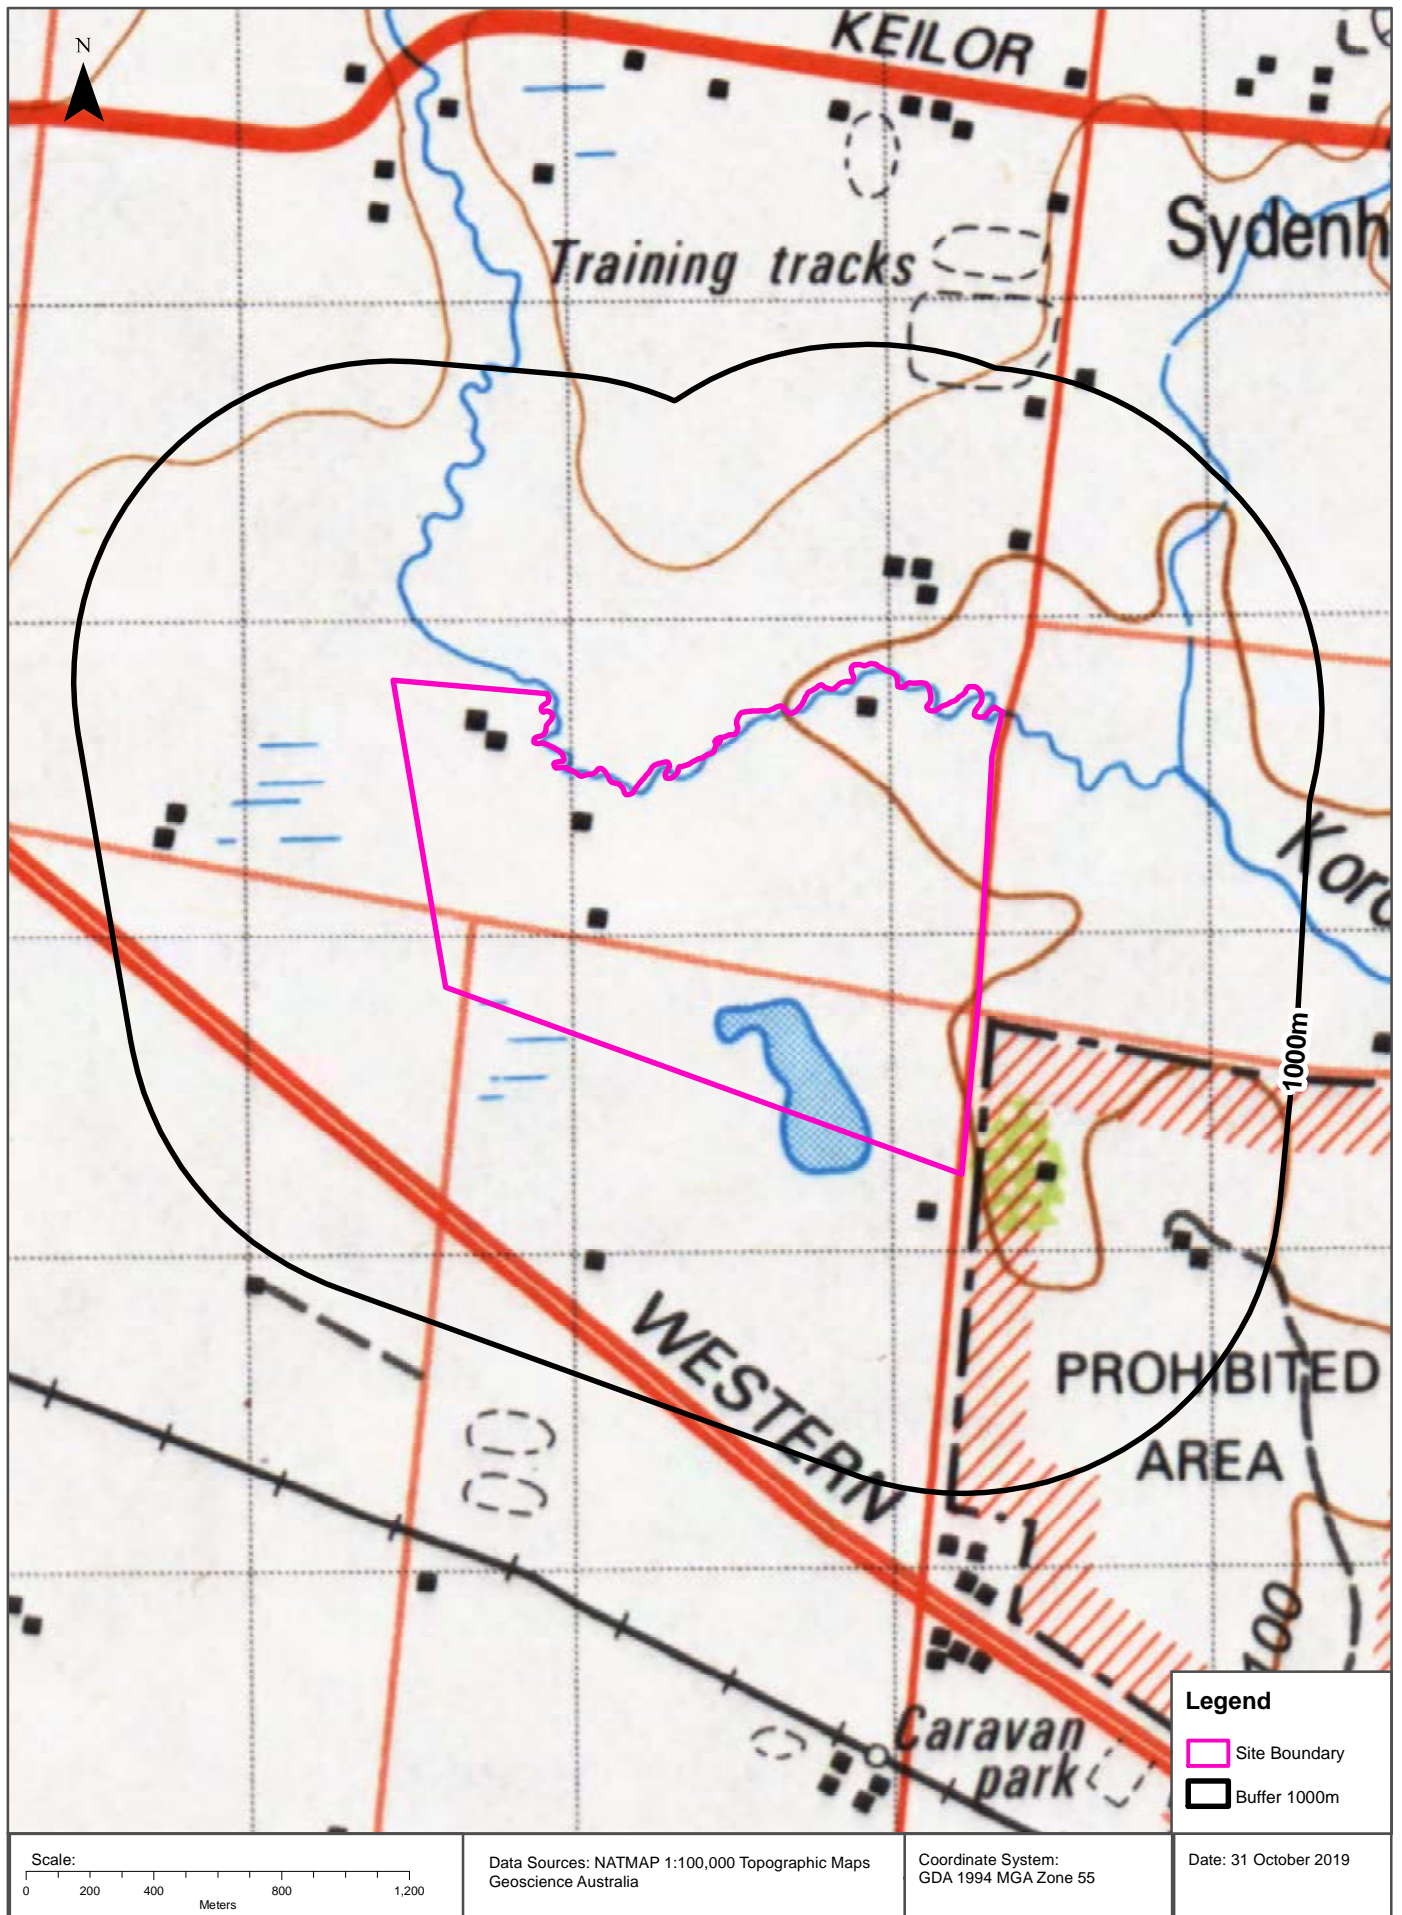 N
KEILOR
Sydenh
Training tracks
Koro
1000m
WESTERN
PROHIBITED
AREA
100
Caravan
park
Legend
Site Boundary
Buffer 1000m
Scale:
0 200 400 800 1,200
Meters
Data Sources: NATMAP 1:100,000 Topographic Maps
Geoscience Australia
Coordinate System:
GDA 1994 MGA Zone 55
Date: 31 October 2019